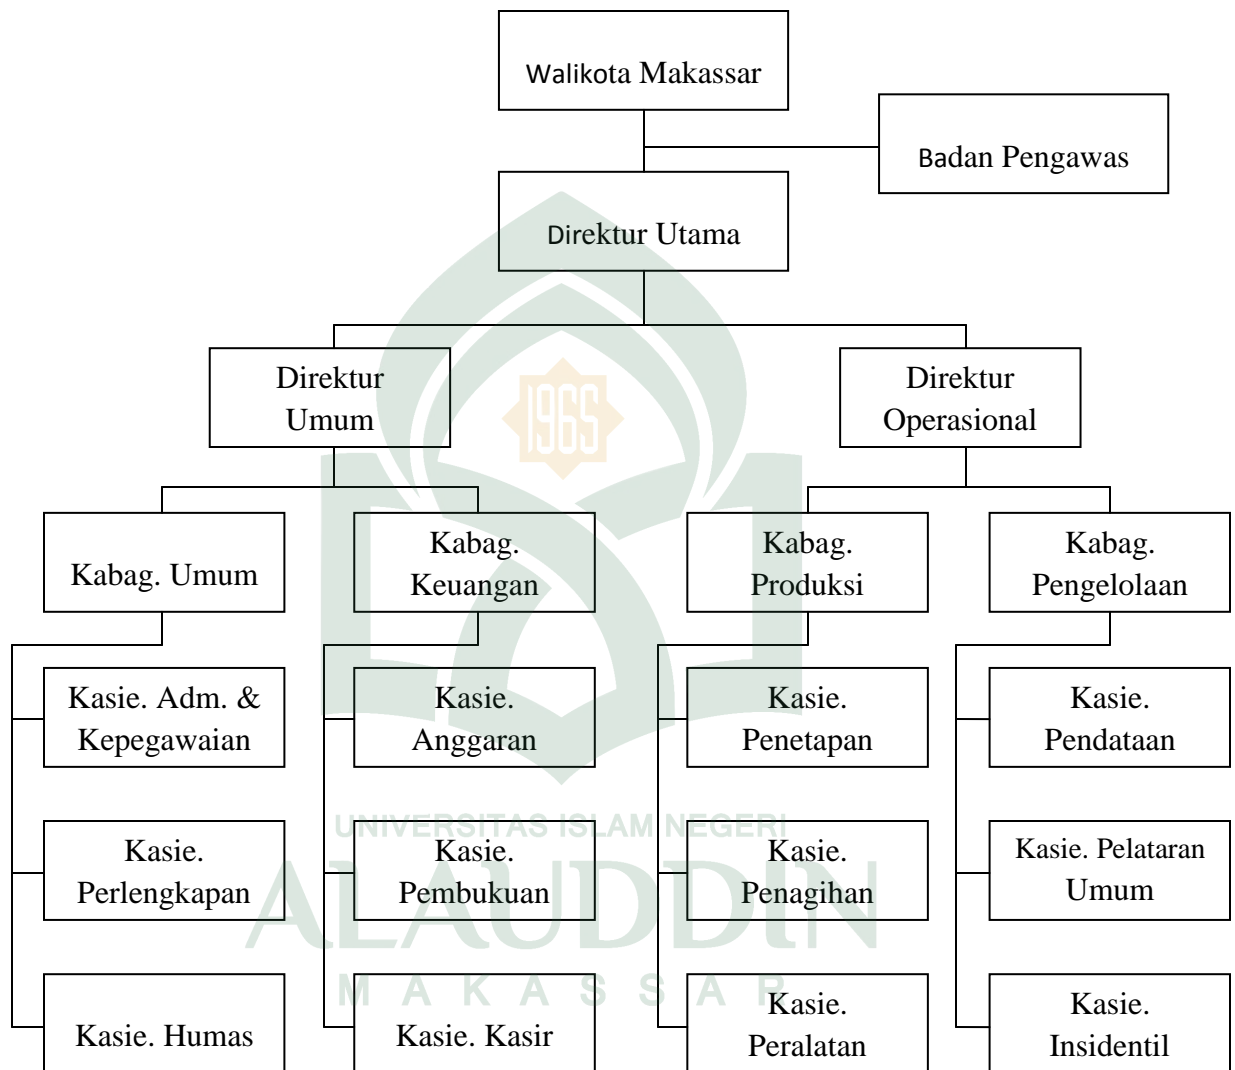 Walikota Makassar
Badan Pengawas
Direktur Utama
Direktur
Umum
Direktur
Operasional
Kabag. Umum
Kabag.
Keuangan
Kabag.
Produksi
Kabag.
Pengelolaan
Kasie. Adm. &
Kepegawaian
Kasie.
Anggaran
Kasie.
Penetapan
Kasie.
Pendataan
Kasie.
Perlengkapan
Kasie.
Pembukuan
Kasie.
Penagihan
Kasie. Pelataran
Umum
Kasie. Humas
Kasie. Kasir
Kasie.
Peralatan
Kasie.
Insidentil
1965
UNIVERSITAS ISLAM NEGERI
ALAUDDIN
MAKASSAR